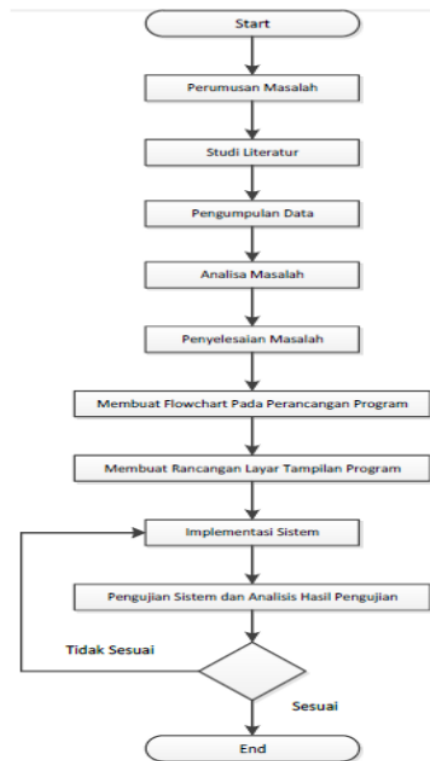 Start
Perumusan Masalah
Studi Literatur
Pengumpulan Data
Analisa Masalah
Penyelesaian Masalah
Membuat Flowchart Pada Perancangan Program
Membuat Rancangan Layar Tampilan Program
Implementasi Sistem
Pengujian Sistem dan Analisis Hasil Pengujian
Tidak Sesuai
Sesuai
End